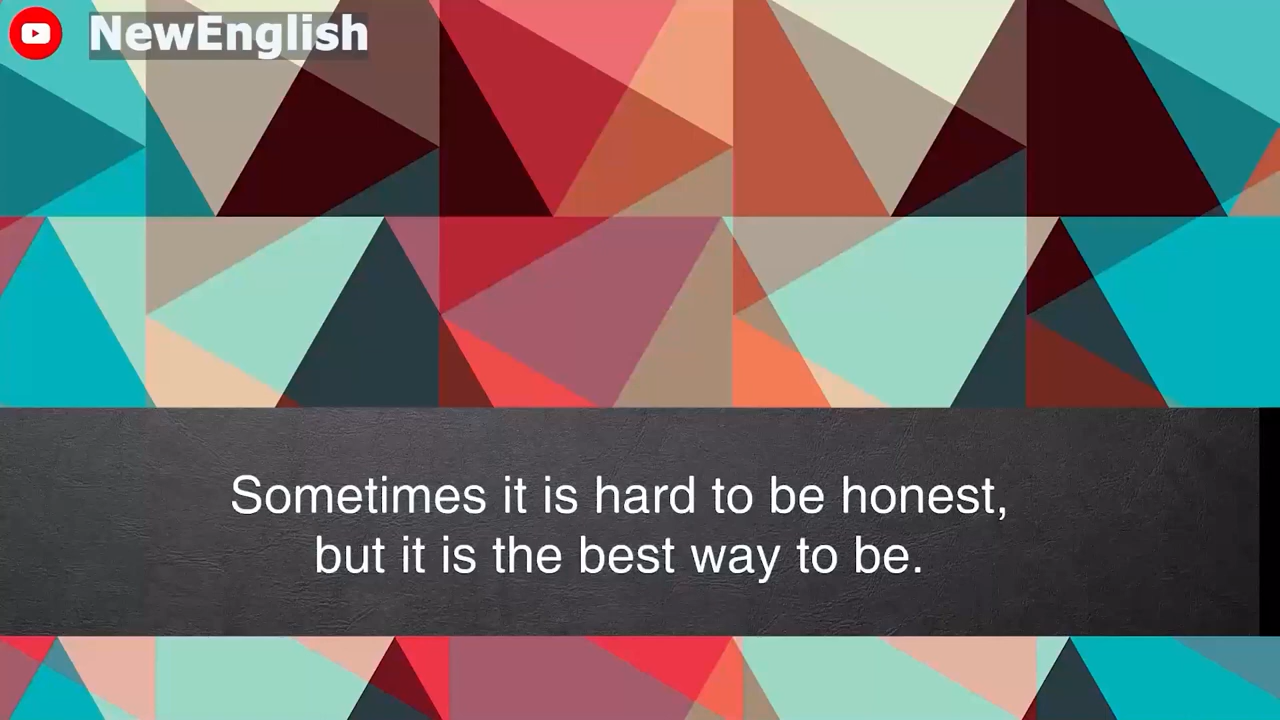 NewEnglish
Sometimes it is hard to be honest,
but it is the best way to be.